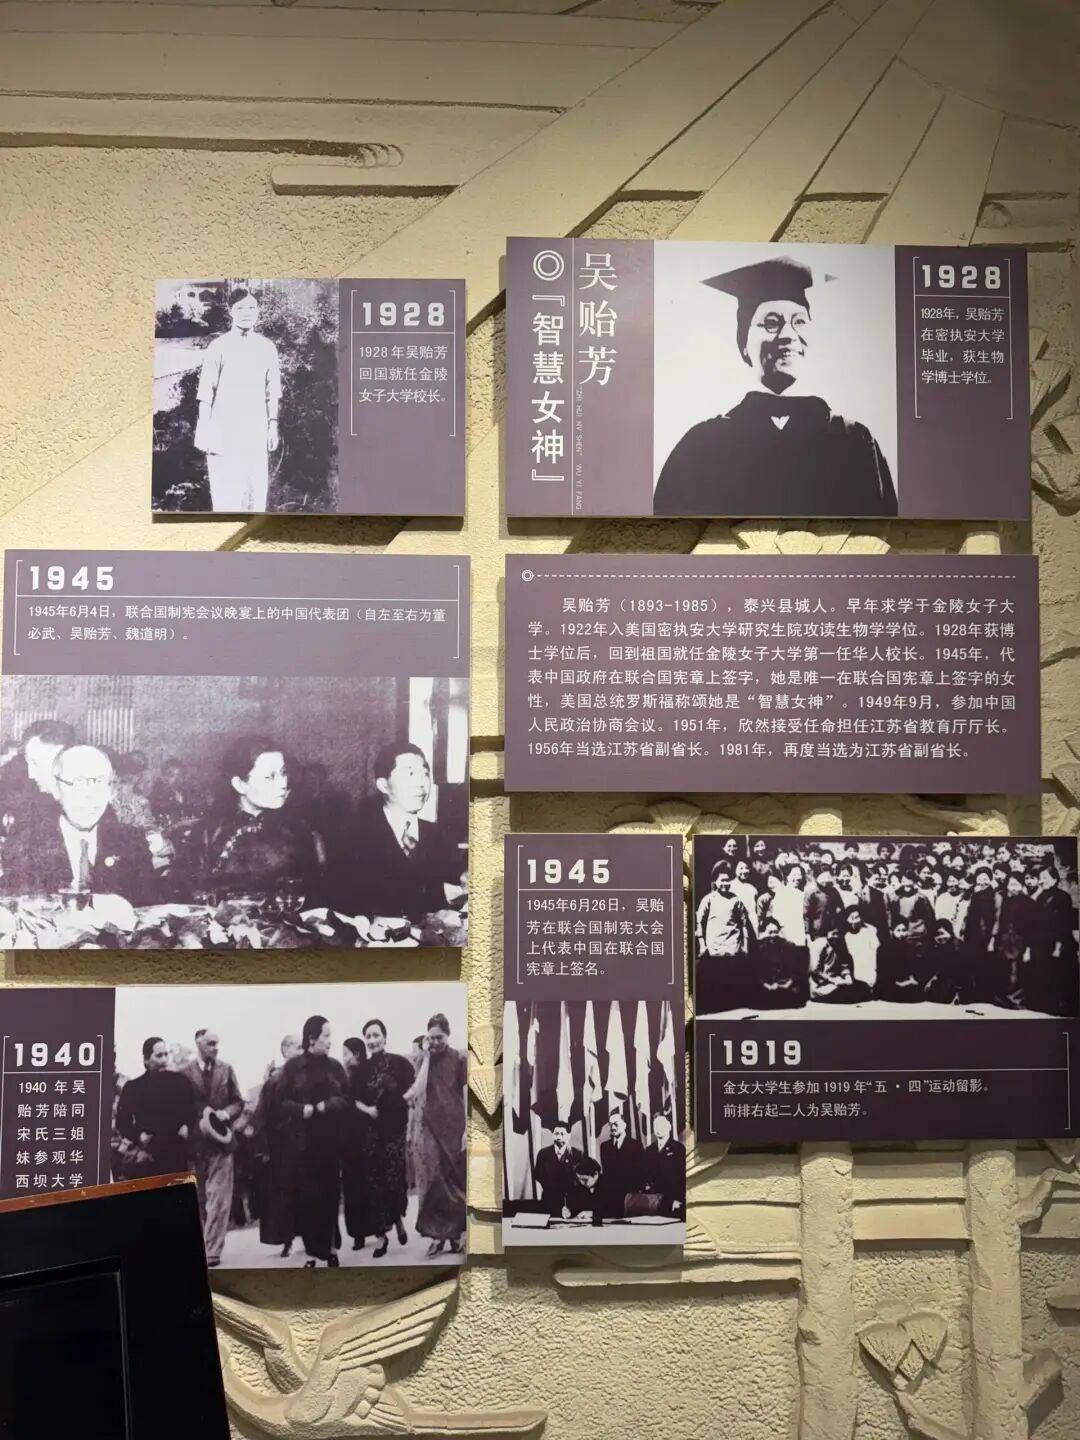 1928
1928年吴贻芳
回国就任金陵
女子大学校长。
吴贻芳
『智慧女神』
"ZHI HUI NV SHEN" WU YI FANG
1928
1928年，吴贻芳
在密执安大学
毕业，获生物
学博士学位。
1945
1945年6月4日，联合国制宪会议晚宴上的中国代表团（自左至右为董
必武、吴贻芳、魏道明）。
吴贻芳（1893-1985），泰兴县城人。早年求学于金陵女子大
学。1922年入美国密执安大学研究生院攻读生物学学位。1928年获博
士学位后，回到祖国就任金陵女子大学第一任华人校长。1945年，代
表中国政府在联合国宪章上签字，她是唯一在联合国宪章上签字的女
性，美国总统罗斯福称颂她是“智慧女神”。1949年9月，参加中国
人民政治协商会议。1951年，欣然接受任命担任江苏省教育厅厅长。
1956年当选江苏省副省长。1981年，再度当选为江苏省副省长。
1945
1945年6月26日，吴贻
芳在联合国制宪大会
上代表中国在联合国
宪章上签名。
1919
金女大学生参加1919年“五·四”运动留影。
前排右起二人为吴贻芳。
1940
1940年吴
贻芳陪同
宋氏三姐
妹参观华
西坝大学